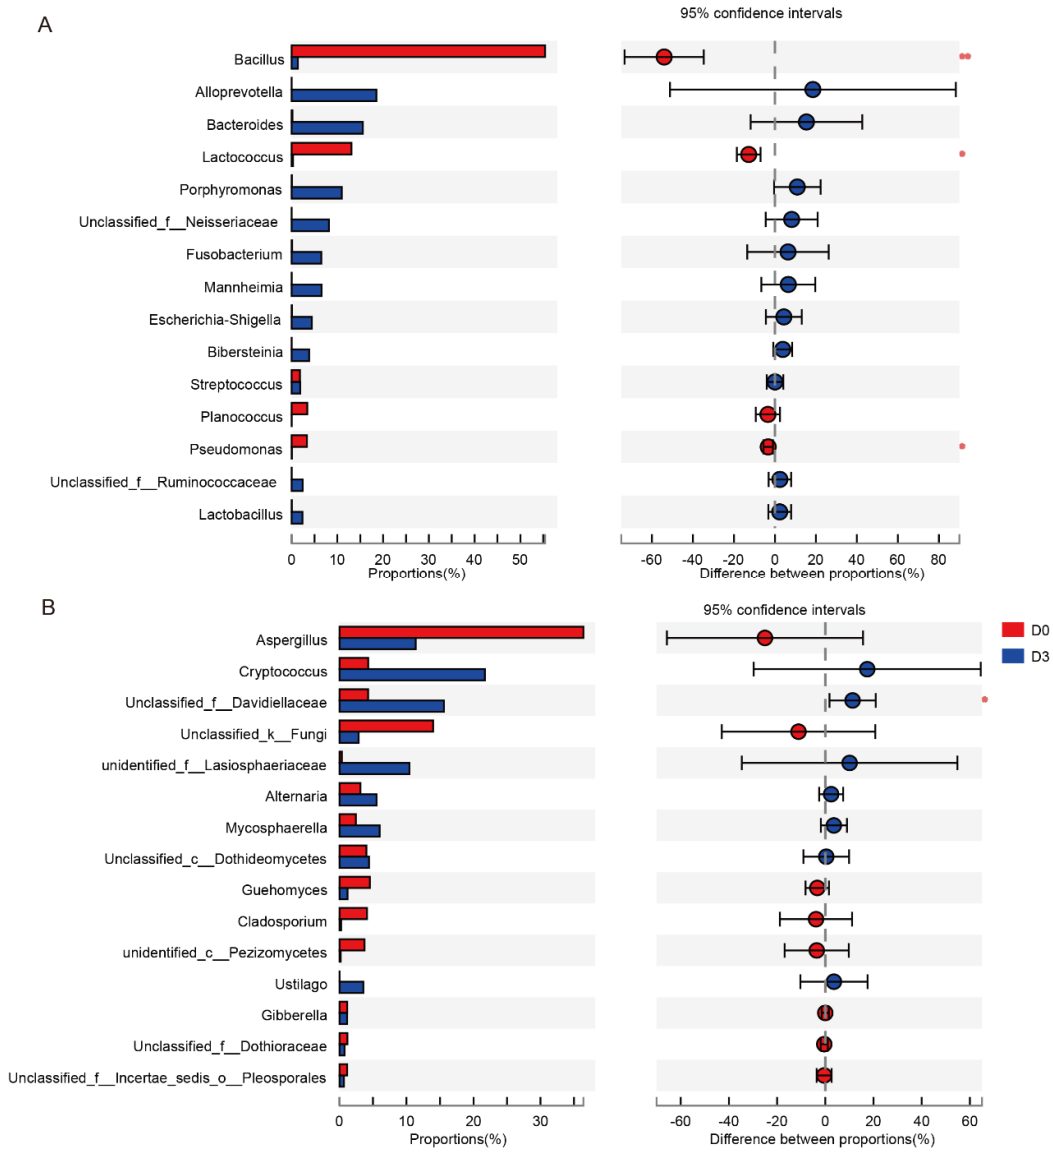 A
95% confidence intervals
Bacillus
Alloprevotella
Bacteroides
Lactococcus
Porphyromonas
Unclassified_f__Neisseriaceae
Fusobacterium
Mannheimia
Escherichia-Shigella
Bibersteinia
Streptococcus
Planococcus
Pseudomonas
Unclassified_f__Ruminococcaceae
Lactobacillus
0 10 20 30 40 50
Proportions(%)
-60 -40 -20 0 20 40 60 80
Difference between proportions(%)
B
95% confidence intervals
D0
D3
Aspergillus
Cryptococcus
Unclassified_f__Davidiellaceae
Unclassified_k__Fungi
unidentified_f__Lasiosphaeriaceae
Alternaria
Mycosphaerella
Unclassified_c__Dothideomycetes
Guehomyces
Cladosporium
unidentified_c__Pezizomycetes
Ustilago
Gibberella
Unclassified_f__Dothioraceae
Unclassified_f__Incertae_sedis_o__Pleosporales
0 10 20 30
Proportions(%)
-60 -40 -20 0 20 40 60
Difference between proportions(%)